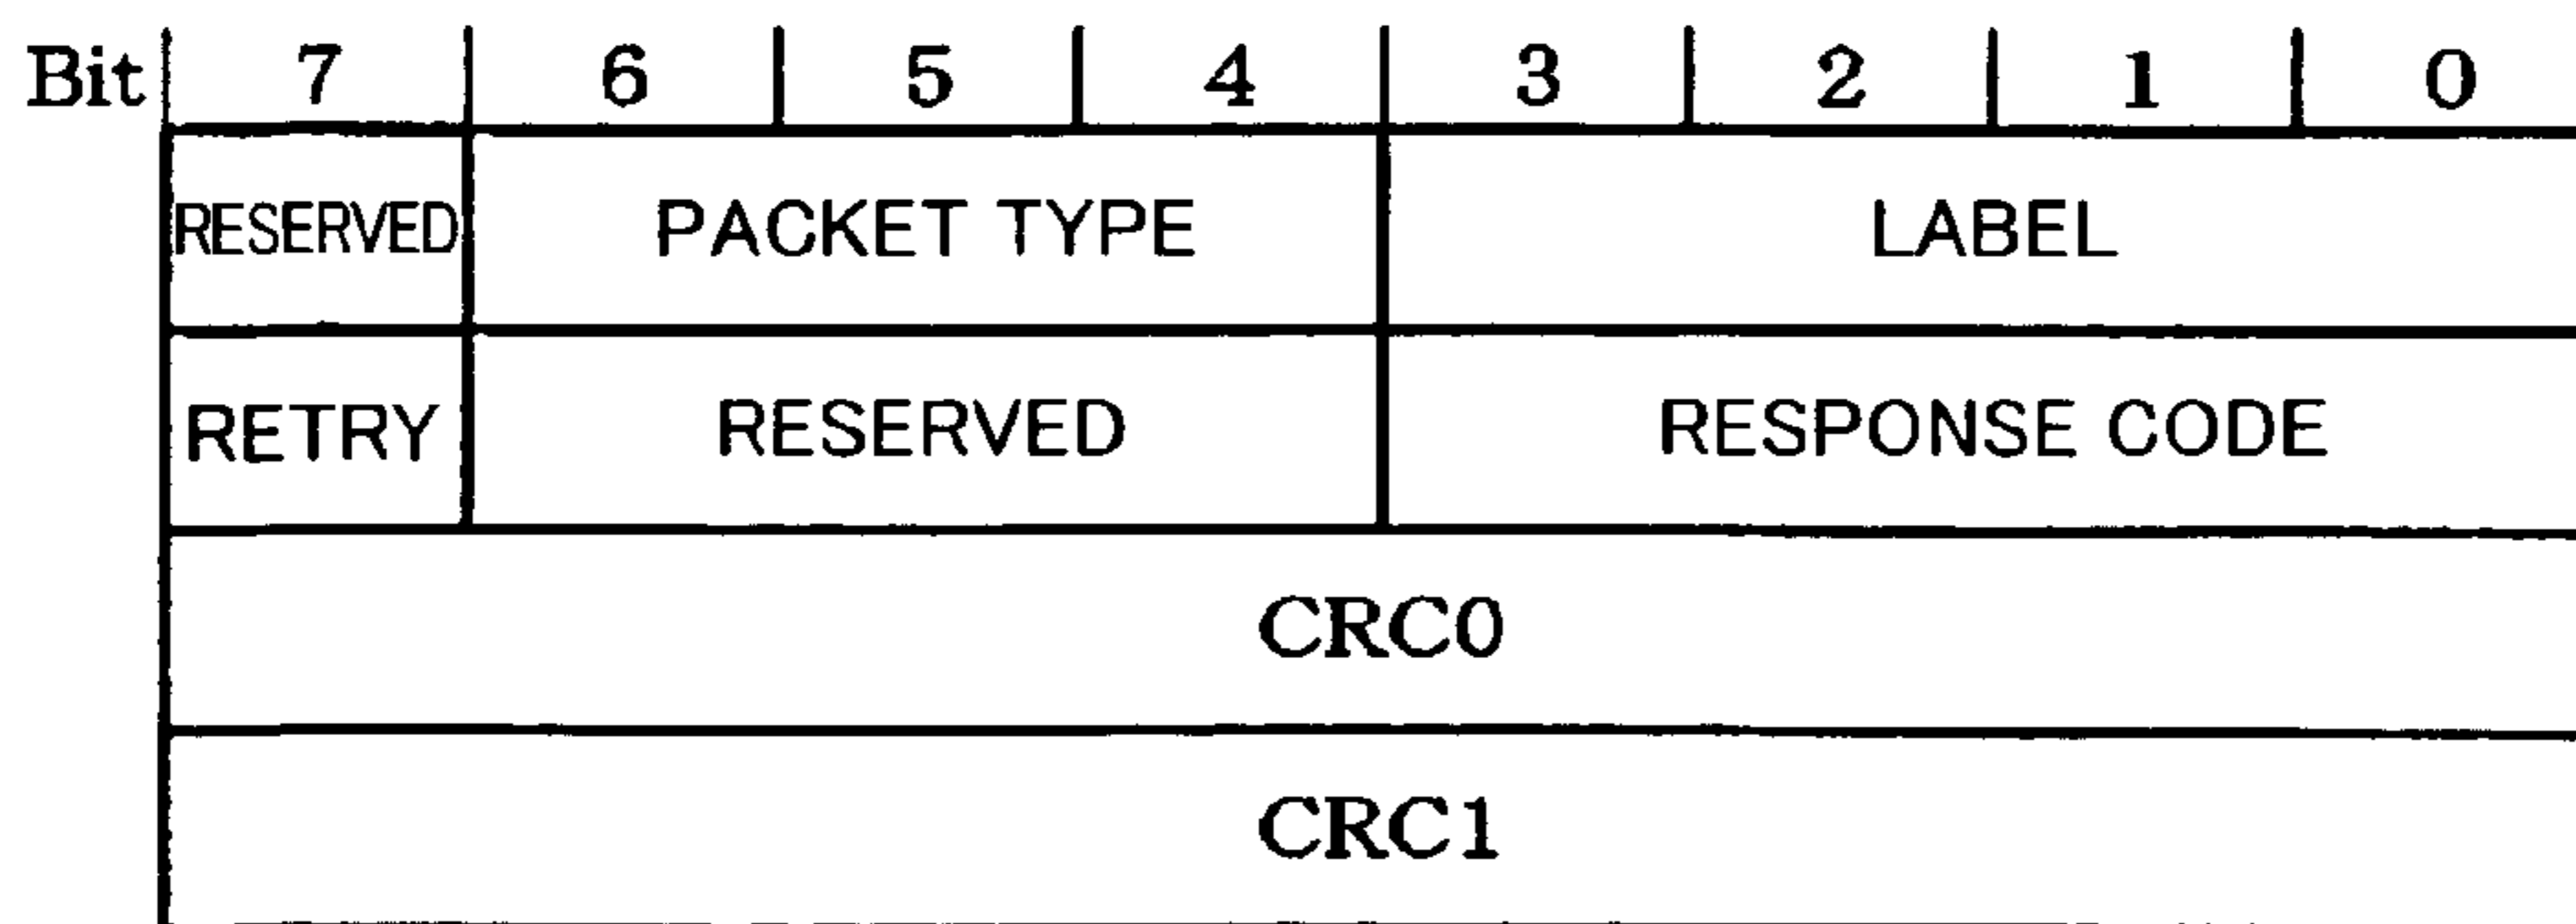 Bit 7 6 5 4 3 2 1 0
RESERVED PACKET TYPE LABEL
RETRY RESERVED RESPONSE CODE
CRC0
CRC1